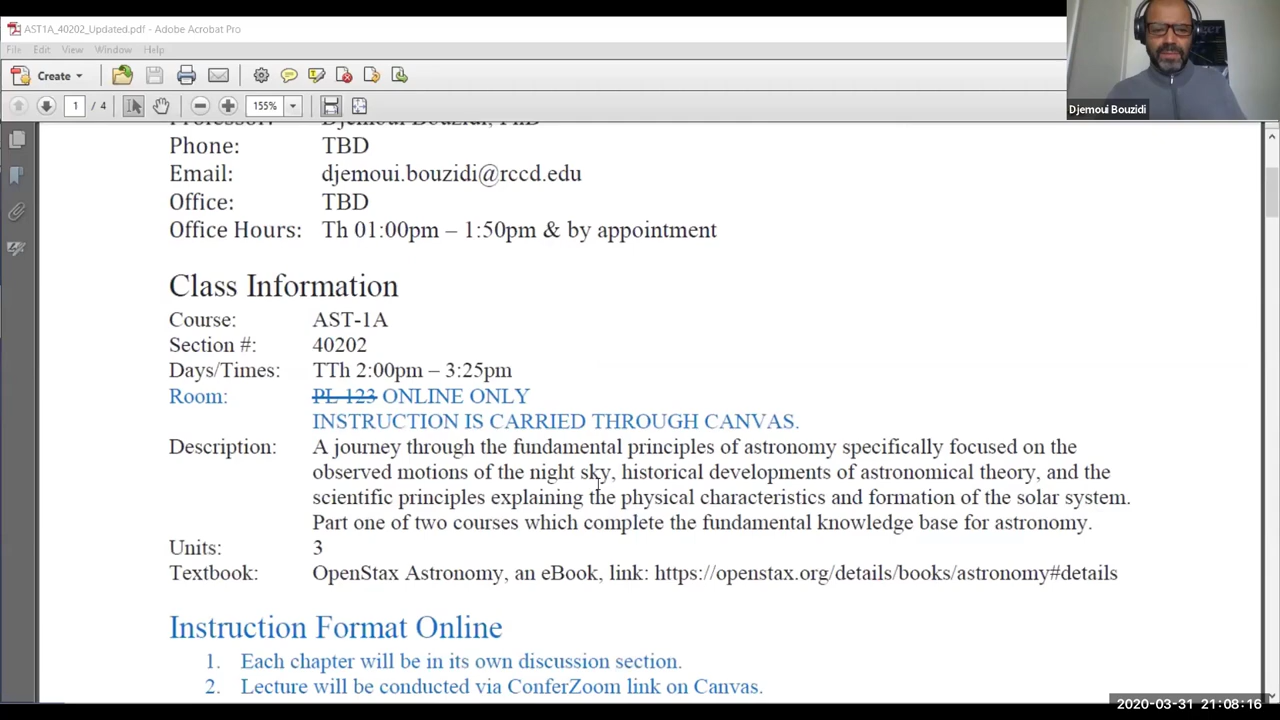 AST1A_40202_Updated.pdf - Adobe Acrobat Pro
File Edit View Window Help
Create
1 / 4 155%
Djemoui Bouzidi
Professor: Djemoui Bouzidi, PhD
Phone: TBD
Email: djemoui.bouzidi@rccd.edu
Office: TBD
Office Hours: Th 01:00pm – 1:50pm & by appointment
Class Information
Course: AST-1A
Section #: 40202
Days/Times: TTh 2:00pm – 3:25pm
Room: PL 123 ONLINE ONLY
INSTRUCTION IS CARRIED THROUGH CANVAS.
Description: A journey through the fundamental principles of astronomy specifically focused on the
observed motions of the night sky, historical developments of astronomical theory, and the
scientific principles explaining the physical characteristics and formation of the solar system.
Part one of two courses which complete the fundamental knowledge base for astronomy.
Units: 3
Textbook: OpenStax Astronomy, an eBook, link: https://openstax.org/details/books/astronomy#details
Instruction Format Online
1. Each chapter will be in its own discussion section.
2. Lecture will be conducted via ConferZoom link on Canvas.
2020-03-31 21:08:16